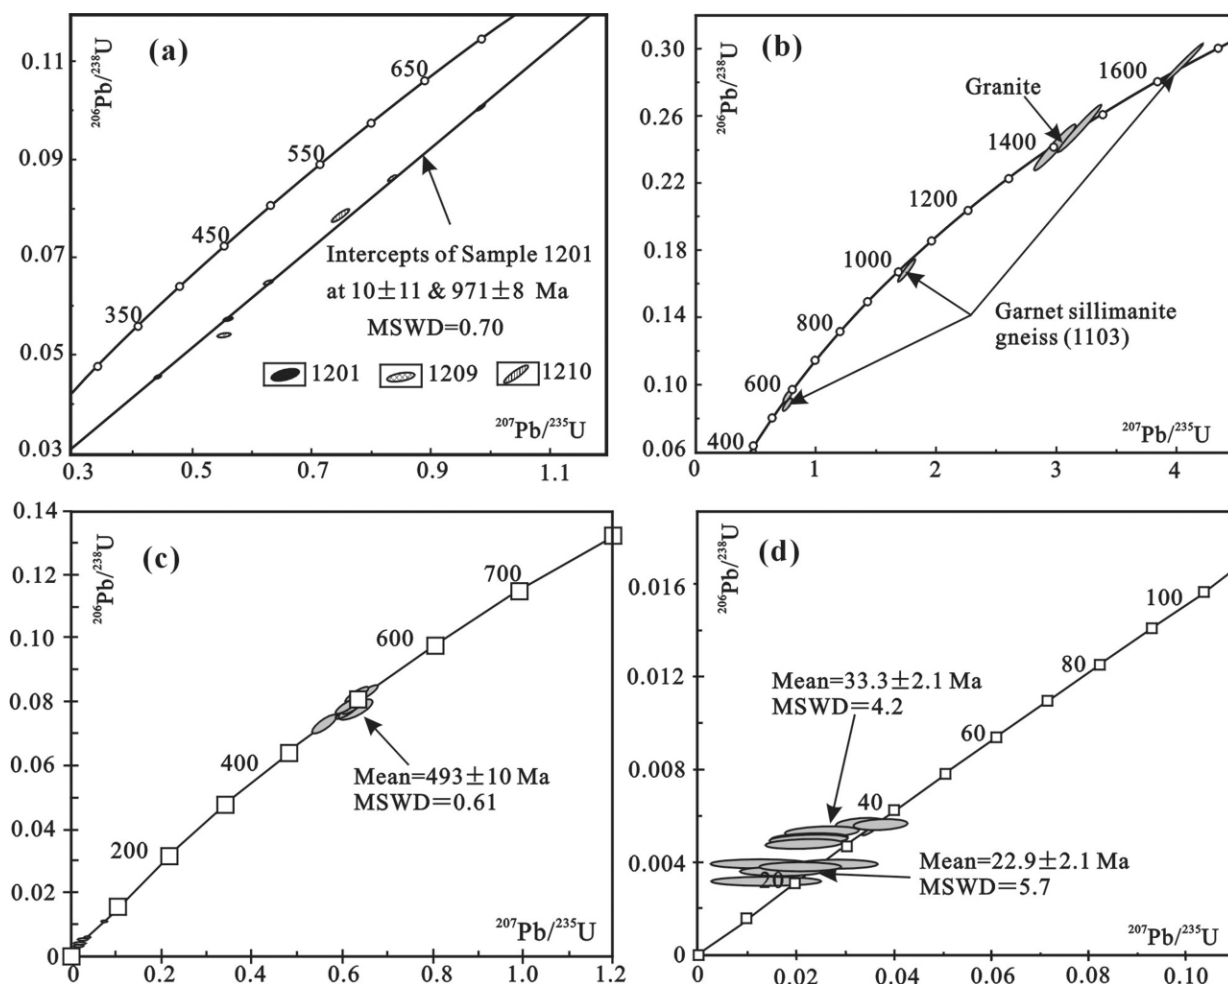 (a)
²⁰⁶Pb/²³⁸U
0.11
0.09
0.07
0.05
0.03
0.3
0.5
0.7
0.9
1.1
350
450
550
650
Intercepts of Sample 1201
at 10±11 & 971±8 Ma
MSWD=0.70
1201
1209
1210
²⁰⁷Pb/²³⁵U
(b)
²⁰⁶Pb/²³⁸U
0.30
0.26
0.22
0.18
0.14
0.10
0.06
0
1
2
3
4
400
600
800
1000
1200
1400
1600
Granite
Garnet sillimanite
gneiss (1103)
²⁰⁷Pb/²³⁵U
(c)
²⁰⁶Pb/²³⁸U
0.14
0.12
0.10
0.08
0.06
0.04
0.02
0
0
0.2
0.4
0.6
0.8
1.0
1.2
200
400
600
700
Mean=493±10 Ma
MSWD=0.61
²⁰⁷Pb/²³⁵U
(d)
²⁰⁶Pb/²³⁸U
0.016
0.012
0.008
0.004
0
0
0.02
0.04
0.06
0.08
0.10
20
40
60
80
100
Mean=33.3±2.1 Ma
MSWD=4.2
Mean=22.9±2.1 Ma
MSWD=5.7
²⁰⁷Pb/²³⁵U